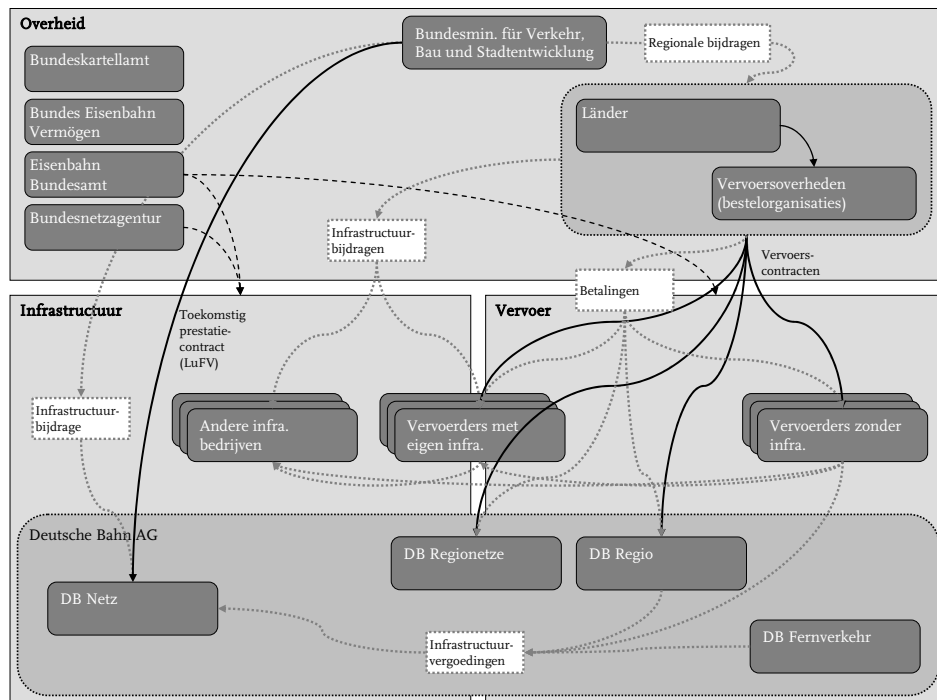 Overheid
Bundesmin. für Verkehr,
Bau und Stadtentwicklung
Regionale bijdragen
Bundeskartellamt
Bundes Eisenbahn
Vermögen
Eisenbahn
Bundesamt
Bundesnetzagentur
Länder
Vervoersoverheden
(bestelorganisaties)
Infrastructuur-
bijdragen
Vervoers-
contracten
Betalingen
Infrastructuur
Toekomstig
prestatie-
contract
(LuFV)
Vervoer
Infrastructuur-
bijdrage
Andere infra.
bedrijven
Vervoerders met
eigen infra.
Vervoerders zonder
infra.
Deutsche Bahn AG
DB Regionetze
DB Regio
DB Netz
Infrastructuur-
vergoedingen
DB Fernverkehr